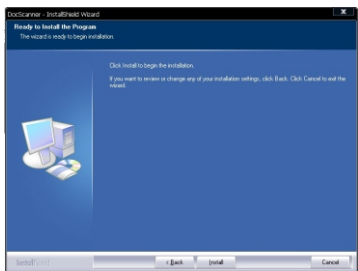 DocScanner - InstallShield Wizard
Ready to Install the Program
The wizard is ready to begin installation.
Click Install to begin the installation.
If you want to review or change any of your installation settings, click Back. Click Cancel to exit the
wizard.
InstallShield
< Back Install Cancel